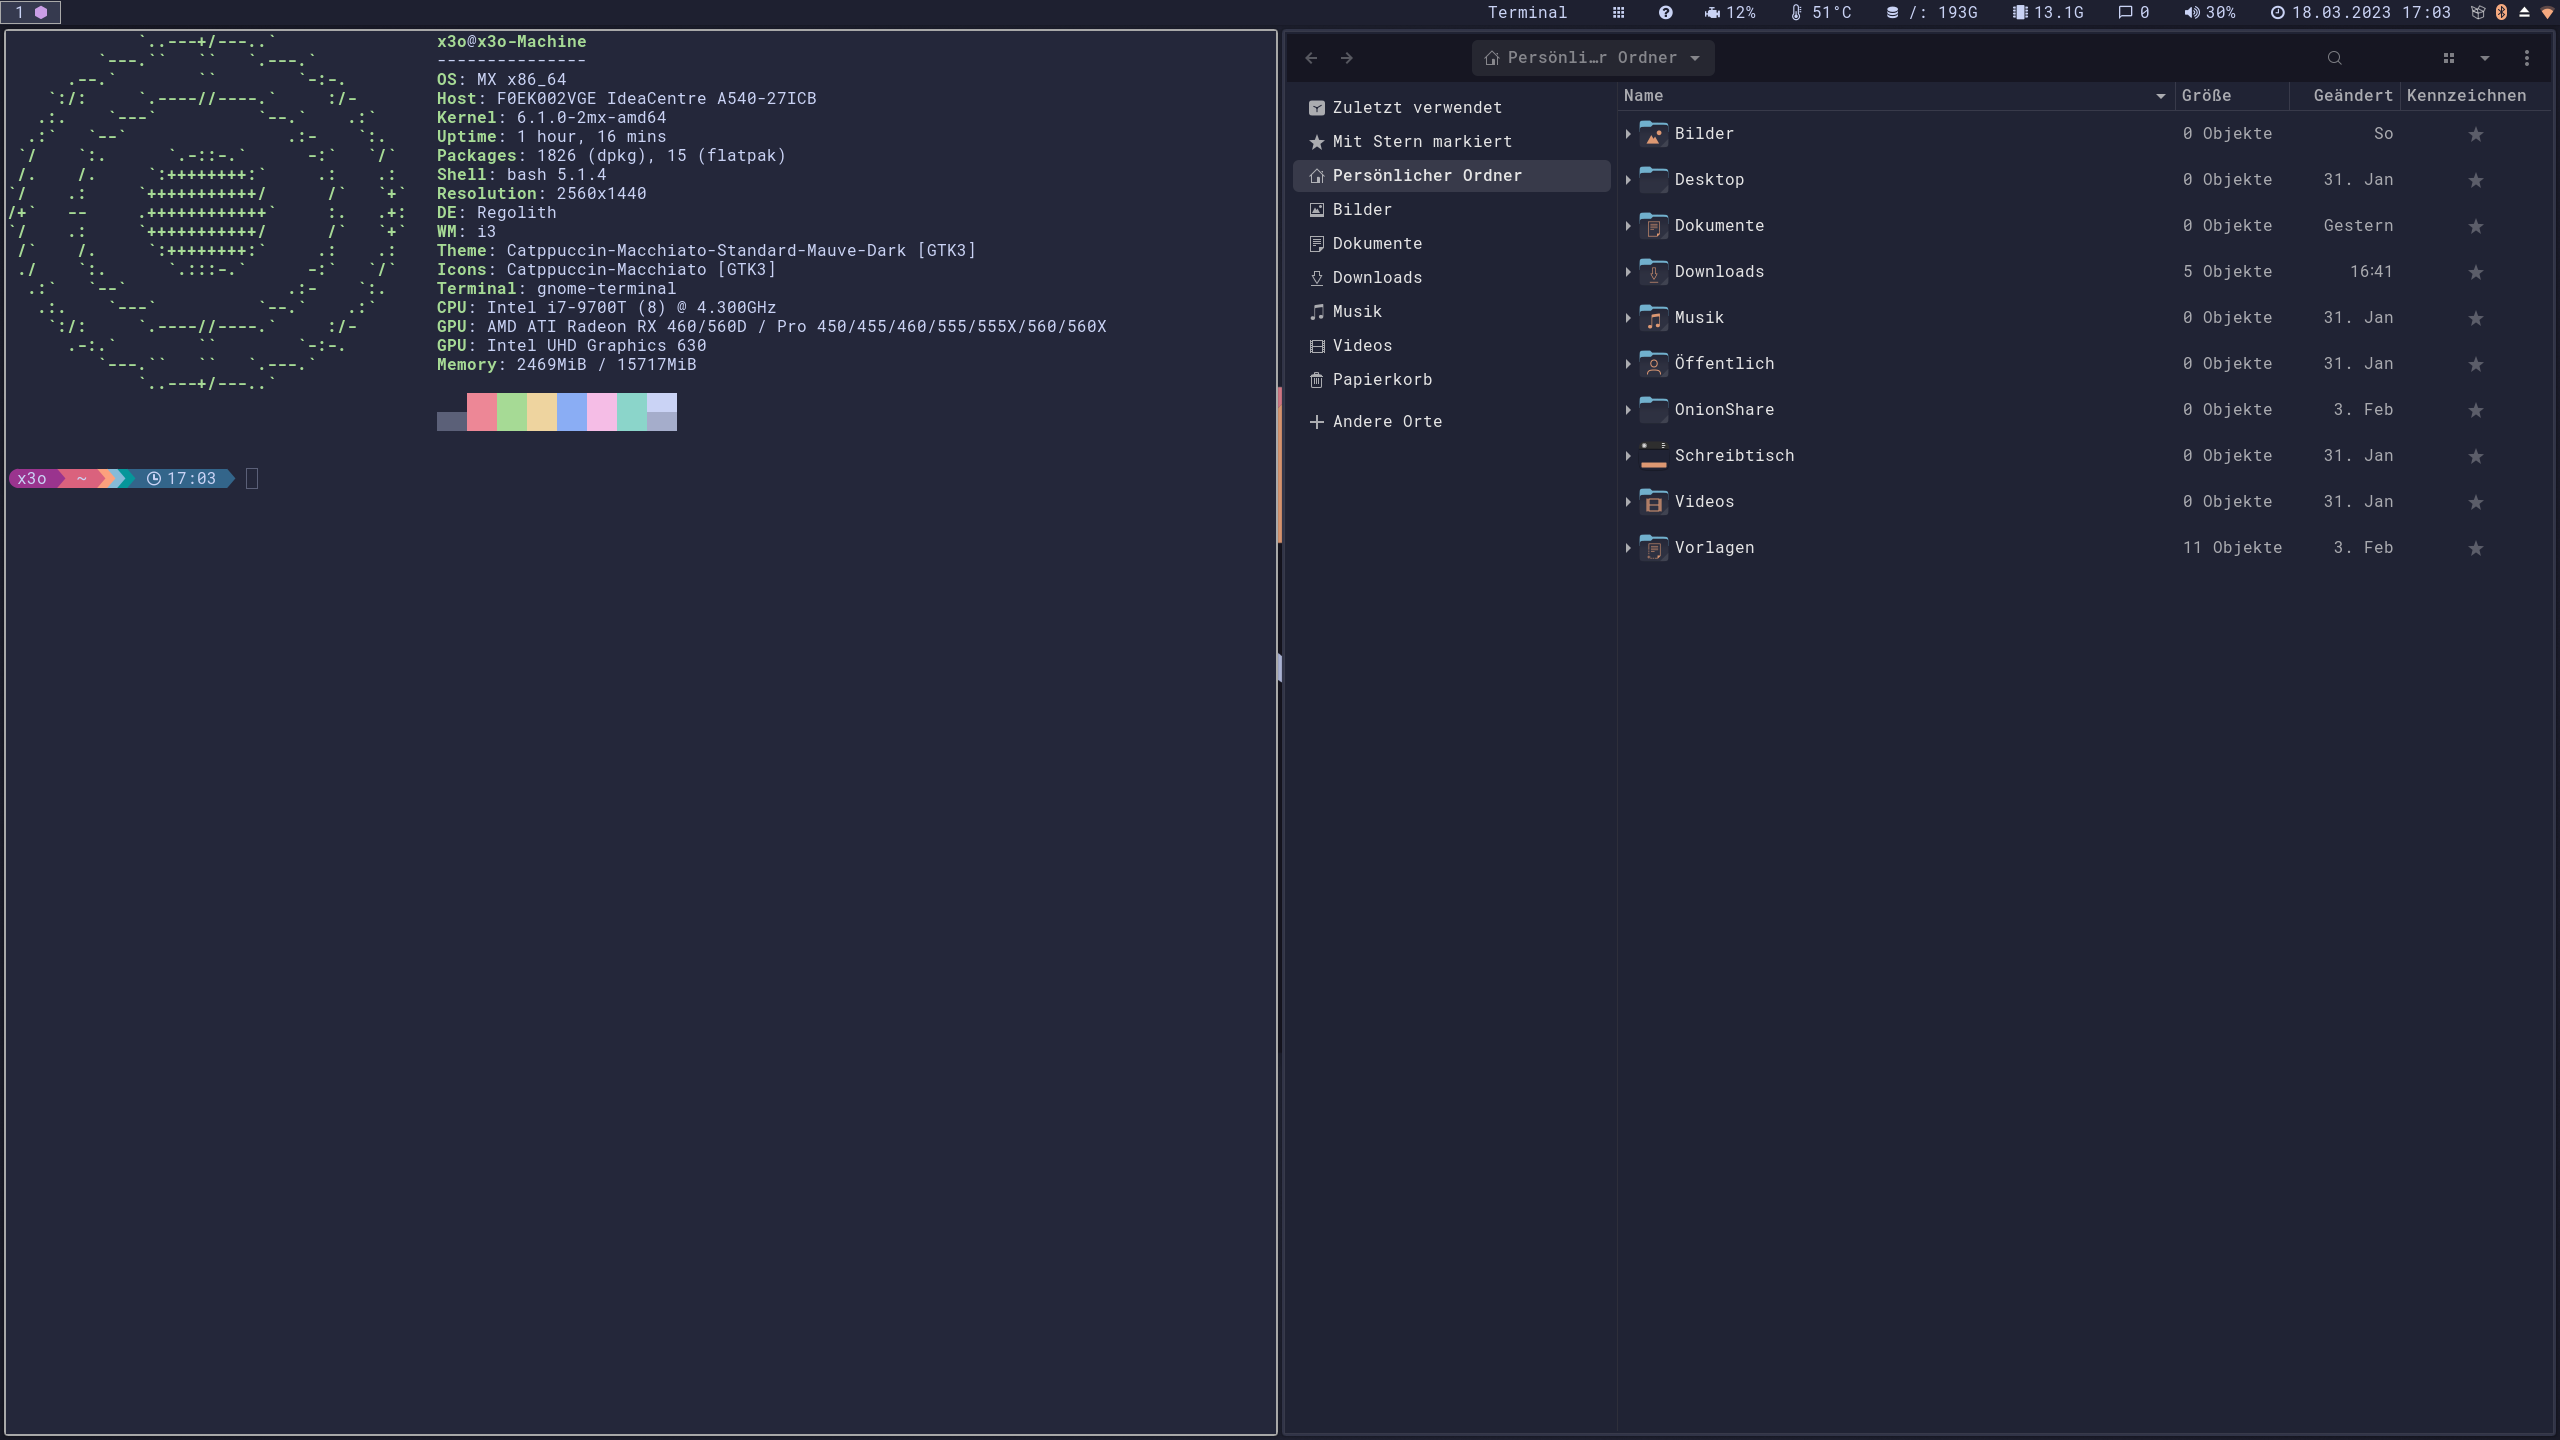 1
Terminal
12%
51°C
/: 193G
13.1G
0
30%
18.03.2023 17:03
x3o@x3o-Machine
---------------
OS: MX x86_64
Host: F0EK002VGE IdeaCentre A540-27ICB
Kernel: 6.1.0-2mx-amd64
Uptime: 1 hour, 16 mins
Packages: 1826 (dpkg), 15 (flatpak)
Shell: bash 5.1.4
Resolution: 2560x1440
DE: Regolith
WM: i3
Theme: Catppuccin-Macchiato-Standard-Mauve-Dark [GTK3]
Icons: Catppuccin-Macchiato [GTK3]
Terminal: gnome-terminal
CPU: Intel i7-9700T (8) @ 4.300GHz
GPU: AMD ATI Radeon RX 460/560D / Pro 450/455/460/555/555X/560/560X
GPU: Intel UHD Graphics 630
Memory: 2469MiB / 15717MiB
x3o ~ 17:03
Persönli…r Ordner
Zuletzt verwendet
Mit Stern markiert
Persönlicher Ordner
Bilder
Dokumente
Downloads
Musik
Videos
Papierkorb
Andere Orte
Name Größe Geändert Kennzeichnen
Bilder 0 Objekte So
Desktop 0 Objekte 31. Jan
Dokumente 0 Objekte Gestern
Downloads 5 Objekte 16:41
Musik 0 Objekte 31. Jan
Öffentlich 0 Objekte 31. Jan
OnionShare 0 Objekte 3. Feb
Schreibtisch 0 Objekte 31. Jan
Videos 0 Objekte 31. Jan
Vorlagen 11 Objekte 3. Feb